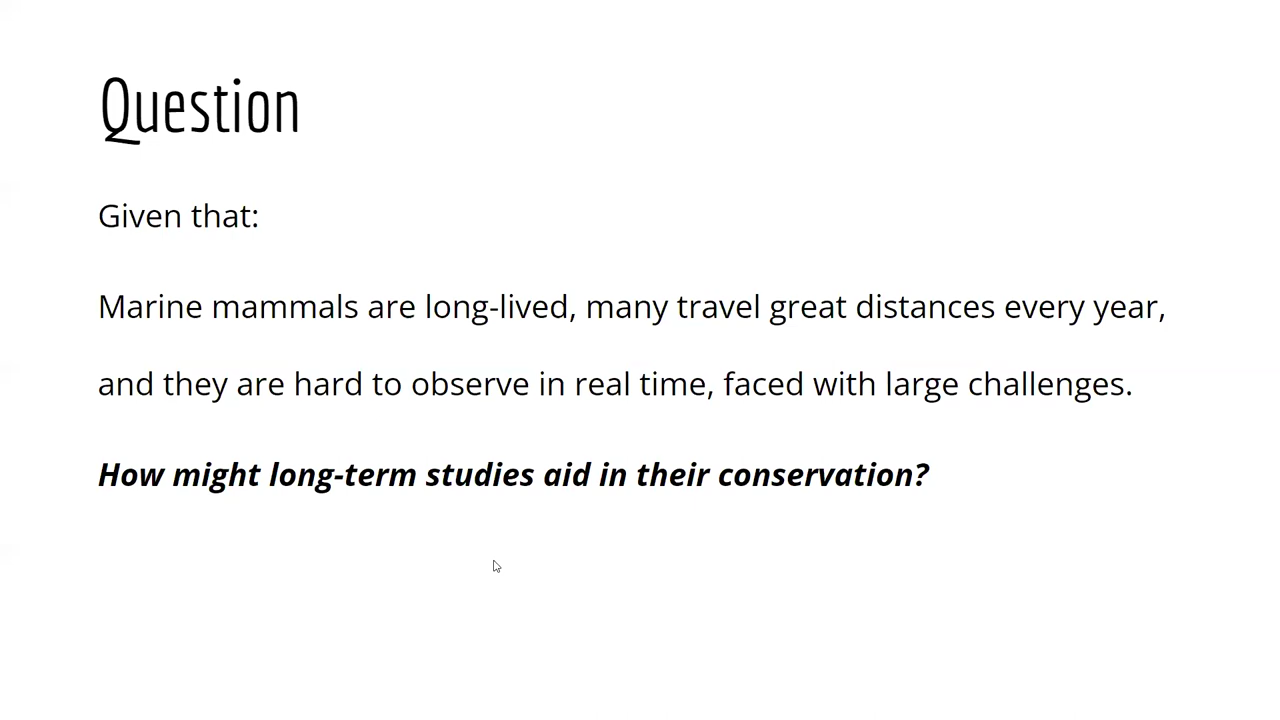 Question
Given that:
Marine mammals are long-lived, many travel great distances every year,
and they are hard to observe in real time, faced with large challenges.
How might long-term studies aid in their conservation?